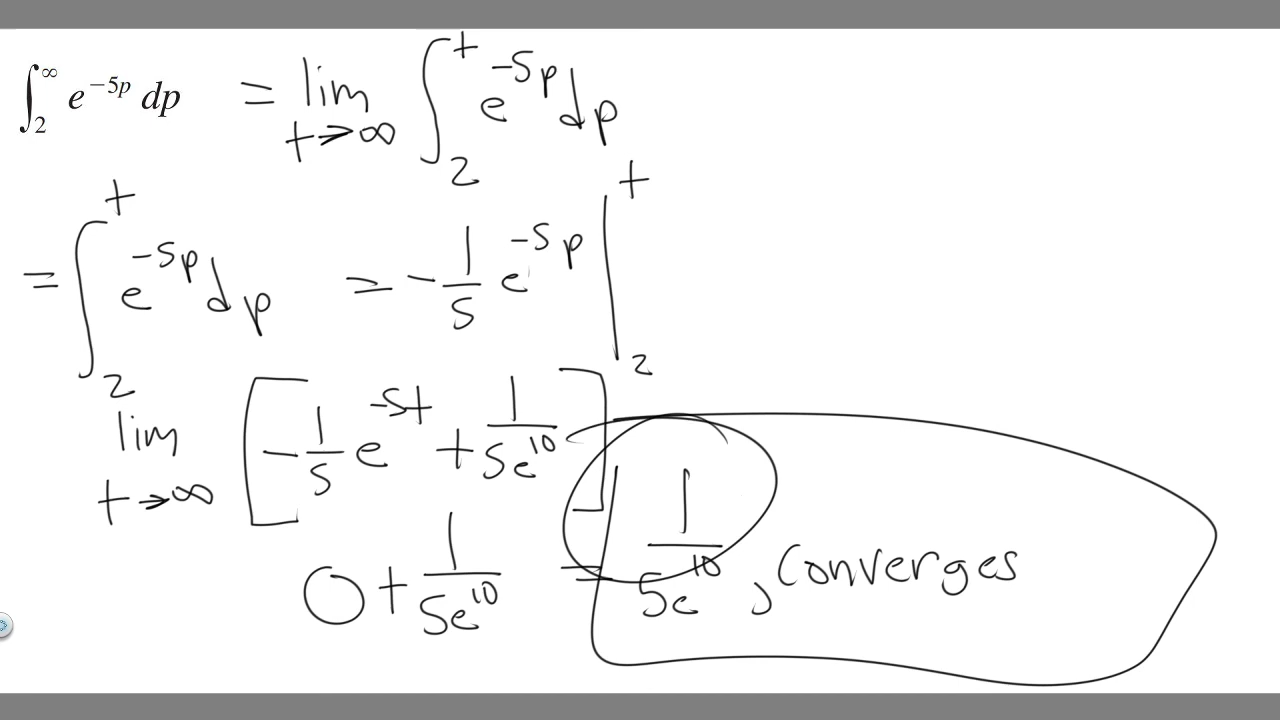 ∫₂^∞ e^{−5p} dp = lim_{t→∞} ∫₂^t e^{−5p} dp
= ∫₂^t e^{−5p} dp = −1/5 e^{−5p} |₂^t
lim_{t→∞} [−1/5 e^{−5t} + 1/(5e^{10})]
0 + 1/(5e^{10}) = 1/(5e^{10}), Converges